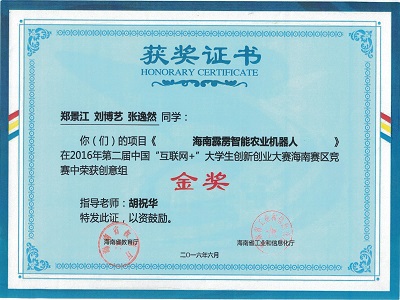 获奖证书
HONORARY CERTIFICATE
郑景江 刘博艺 张逸然 同学：
你（们）的项目《 海南霹雳智能农业机器人 》
在2016年第二届中国“互联网+”大学生创新创业大赛海南赛区竞
赛中荣获创意组
金奖
指导老师：胡祝华
特发此证，以资鼓励。
海南省教育厅 海南省工业和信息化厅
二〇一六年六月